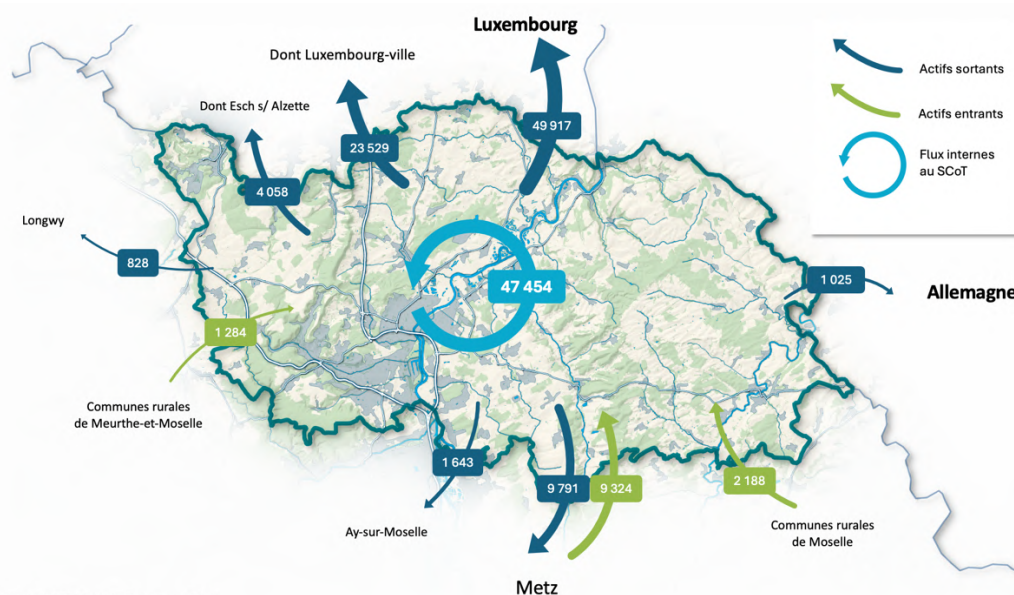 Luxembourg
Dont Luxembourg-ville
Dont Esch s/ Alzette
49 917
23 529
4 058
Actifs sortants
Actifs entrants
Flux internes
au SCoT
Longwy
828
47 454
1 025
Allemagne
1 284
Communes rurales
de Meurthe-et-Moselle
1 643
9 791
9 324
2 188
Ay-sur-Moselle
Communes rurales
de Moselle
Metz